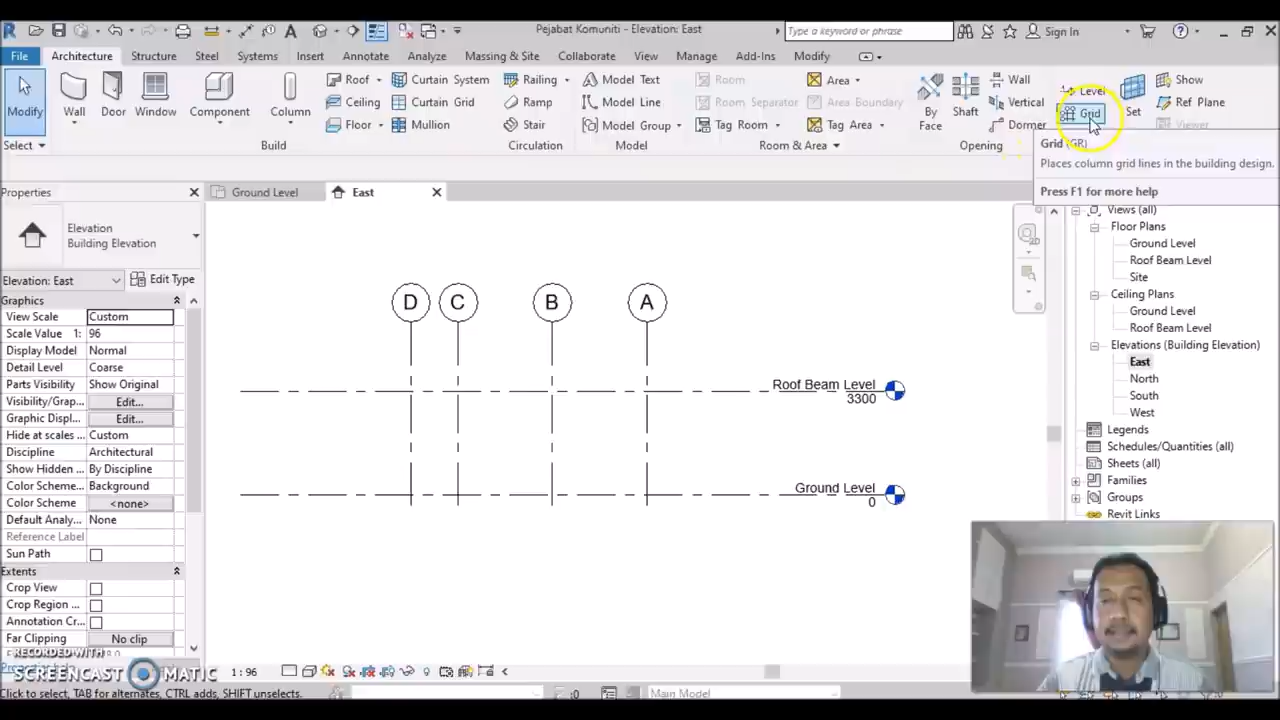 Pejabat Komuniti - Elevation: East
Type a keyword or phrase
Sign In
File Architecture Structure Steel Systems Insert Annotate Analyze Massing & Site Collaborate View Manage Add-Ins Modify
Modify
Wall
Door
Window
Component
Column
Roof
Ceiling
Floor
Curtain System
Curtain Grid
Mullion
Railing
Ramp
Stair
Model Text
Model Line
Model Group
Room
Room Separator
Tag Room
Area
Area Boundary
Tag Area
By
Face
Shaft
Wall
Vertical
Dormer
Level
Grid
Set
Show
Ref Plane
Viewer
Select
Build
Circulation
Model
Room & Area
Opening
Grid (GR)
Places column grid lines in the building design.
Press F1 for more help
Properties
Ground Level
East
Elevation
Building Elevation
Elevation: East
Edit Type
Graphics
View Scale Custom
Scale Value 1: 96
Display Model Normal
Detail Level Coarse
Parts Visibility Show Original
Visibility/Grap... Edit...
Graphic Displ... Edit...
Hide at scales ... Custom
Discipline Architectural
Show Hidden ... By Discipline
Color Scheme... Background
Color Scheme <none>
Default Analy... None
Reference Label
Sun Path
Extents
Crop View
Crop Region ...
Annotation Cr...
Far Clipping No clip
D C B A
Roof Beam Level
3300
Ground Level
0
Views (all)
Floor Plans
Ground Level
Roof Beam Level
Site
Ceiling Plans
Ground Level
Roof Beam Level
Elevations (Building Elevation)
East
North
South
West
Legends
Schedules/Quantities (all)
Sheets (all)
Families
Groups
Revit Links
RECORDED WITH
SCREENCAST MATIC
1 : 96
Click to select, TAB for alternates, CTRL adds, SHIFT unselects.
:0
Main Model